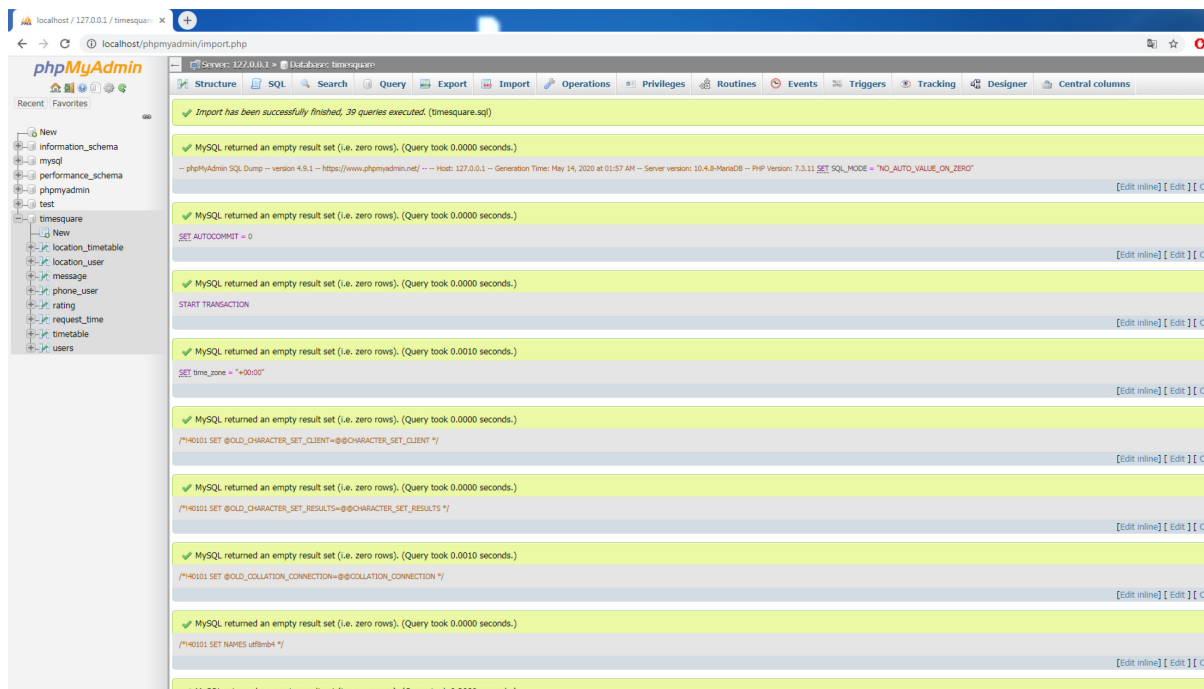 localhost / 127.0.0.1 / timesquare
localhost/phpmyadmin/import.php
phpMyAdmin
Recent Favorites
New
information_schema
mysql
performance_schema
phpmyadmin
test
timesquare
New
location_timetable
location_user
message
phone_user
rating
request_time
timetable
users
Server: 127.0.0.1 » Database: timesquare
Structure SQL Search Query Export Import Operations Privileges Routines Events Triggers Tracking Designer Central columns
Import has been successfully finished, 39 queries executed. (timesquare.sql)
MySQL returned an empty result set (i.e. zero rows). (Query took 0.0000 seconds.)
-- phpMyAdmin SQL Dump -- version 4.9.1 -- https://www.phpmyadmin.net/ -- -- Host: 127.0.0.1 -- Generation Time: May 14, 2020 at 01:57 AM -- Server version: 10.4.8-MariaDB -- PHP Version: 7.3.11 SET SQL_MODE = "NO_AUTO_VALUE_ON_ZERO"
[Edit inline] [ Edit ] [
MySQL returned an empty result set (i.e. zero rows). (Query took 0.0000 seconds.)
SET AUTOCOMMIT = 0
[Edit inline] [ Edit ] [
MySQL returned an empty result set (i.e. zero rows). (Query took 0.0000 seconds.)
START TRANSACTION
[Edit inline] [ Edit ] [
MySQL returned an empty result set (i.e. zero rows). (Query took 0.0010 seconds.)
SET time_zone = "+00:00"
[Edit inline] [ Edit ] [
MySQL returned an empty result set (i.e. zero rows). (Query took 0.0000 seconds.)
/*!40101 SET @OLD_CHARACTER_SET_CLIENT=@@CHARACTER_SET_CLIENT */
[Edit inline] [ Edit ] [
MySQL returned an empty result set (i.e. zero rows). (Query took 0.0000 seconds.)
/*!40101 SET @OLD_CHARACTER_SET_RESULTS=@@CHARACTER_SET_RESULTS */
[Edit inline] [ Edit ] [
MySQL returned an empty result set (i.e. zero rows). (Query took 0.0010 seconds.)
/*!40101 SET @OLD_COLLATION_CONNECTION=@@COLLATION_CONNECTION */
[Edit inline] [ Edit ] [
MySQL returned an empty result set (i.e. zero rows). (Query took 0.0000 seconds.)
/*!40101 SET NAMES utf8mb4 */
[Edit inline] [ Edit ] [